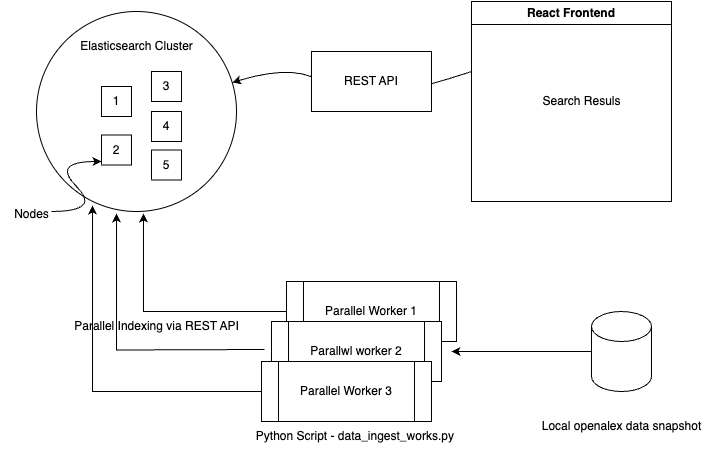 React Frontend
Elasticsearch Cluster
REST API
Search Resuls
1
3
4
2
5
Nodes
Parallel Indexing via REST API
Parallel Worker 1
Parallwl worker 2
Parallel Worker 3
Python Script - data_ingest_works.py
Local openalex data snapshot